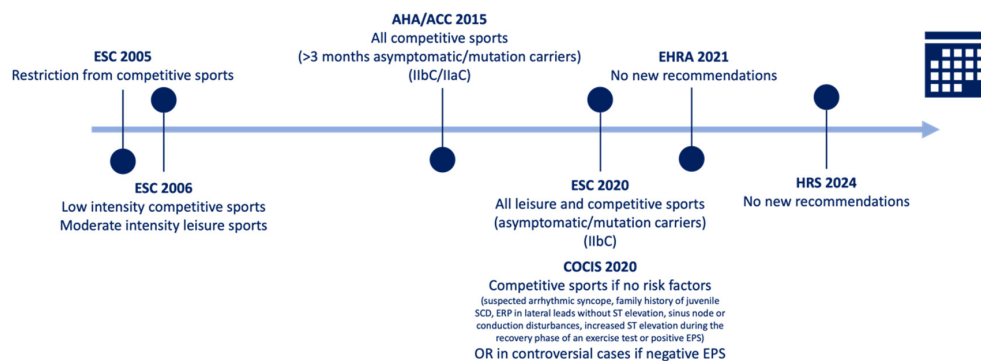 ESC 2005
Restriction from competitive sports
ESC 2006
Low intensity competitive sports
Moderate intensity leisure sports
AHA/ACC 2015
All competitive sports
(>3 months asymptomatic/mutation carriers)
(IIbC/IIaC)
ESC 2020
All leisure and competitive sports
(asymptomatic/mutation carriers)
(IIbC)
COCIS 2020
Competitive sports if no risk factors
(suspected arrhythmic syncope, family history of juvenile
SCD, ERP in lateral leads without ST elevation, sinus node or
conduction disturbances, increased ST elevation during the
recovery phase of an exercise test or positive EPS)
OR in controversial cases if negative EPS
EHRA 2021
No new recommendations
HRS 2024
No new recommendations